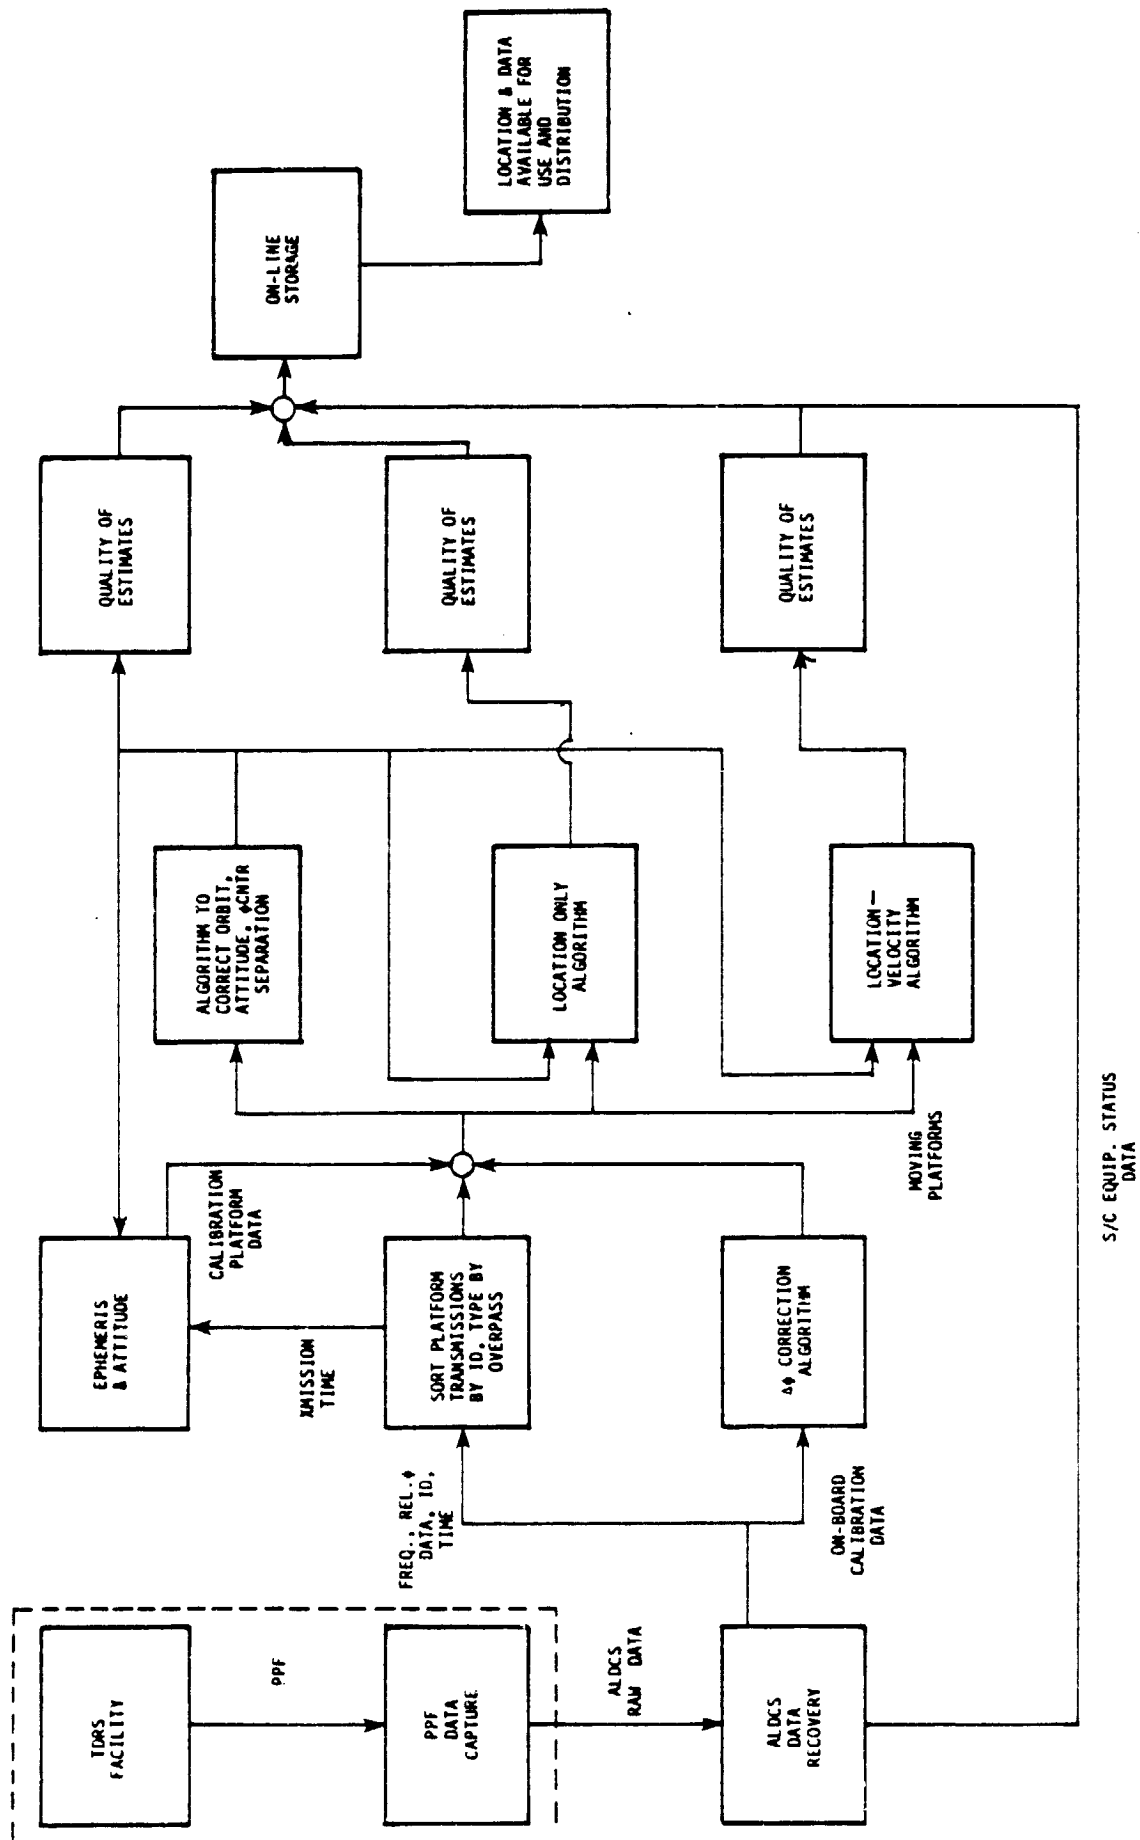 TDRS
FACILITY
PPF
PPF
DATA
CAPTURE
ALDCS
RAW DATA
ALDCS
DATA
RECOVERY
FREQ., REL. ϕ
DATA, ID,
TIME
ON-BOARD
CALIBRATION
DATA
EPHEMERIS
& ATTITUDE
XMISSION
TIME
SORT PLATFORM
TRANSMISSIONS
BY ID, TYPE BY
OVERPASS
Δϕ CORRECTION
ALGORITHM
CALIBRATION
PLATFORM
DATA
MOVING
PLATFORMS
ALGORITHM TO
CORRECT ORBIT,
ATTITUDE, ϕCNTR
SEPARATION
LOCATION ONLY
ALGORITHM
LOCATION—
VELOCITY
ALGORITHM
QUALITY OF
ESTIMATES
QUALITY OF
ESTIMATES
QUALITY OF
ESTIMATES
ON-LINE
STORAGE
LOCATION & DATA
AVAILABLE FOR
USE AND
DISTRIBUTION
S/C EQUIP. STATUS
DATA